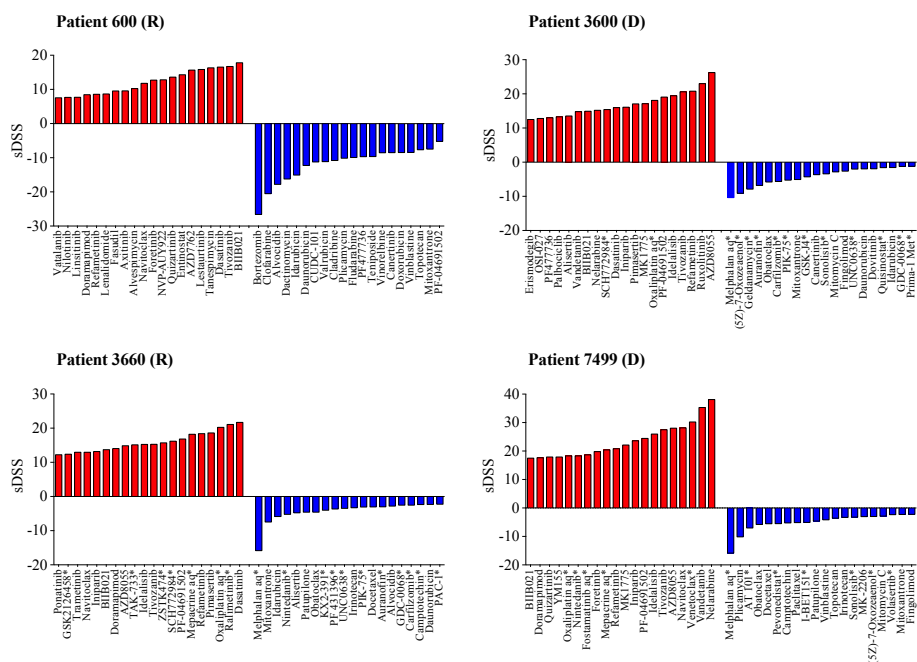 Patient 600 (R)
sDSS
20
10
0
-10
-20
-30
Vatalanib
Nilotinib
Linsitinib
Doramapimod
Refametinib
Lenalidomide
Fasudil
Axitinib
Alvespimycin
Navitoclax
Foretinib
NVP-AUY922
Quizartinib
Entinostat
AZD7762
Lestaurtinib
Tanespimycin
Dasatinib
Tivozanib
BIIB021
Bortezomib
Clofarabine
Alvocidib
Dactinomycin
Idarubicin
Daunorubicin
CUDC-101
Valrubicin
Cladribine
Plicamycin
Fludarabine
PF477736
Teniposide
Vinorelbine
Canertinib
Doxorubicin
Vinblastine
Topotecan
Mitoxantrone
PF-04691502
Patient 3600 (D)
sDSS
30
20
10
0
-10
-20
Erismodegib
OSI-027
PF477736
Palbociclib
Alisertib
Vandetanib
BIIB021
Nelarabine
SCH772984*
Dasatinib
Iniparib
Pimasertib
MK1775
Oxaliplatin aq*
PF-04691502
Idelalisib
Tivozanib
Refametinib
Ruxolitinib
AZD8055
Melphalan aq*
(5Z)-7-Oxozeaenol*
Geldanamycin*
Auranofin*
Obatoclax
Carfilzomib*
PIK-75*
Mitoxantrone
GSK-J4*
Canertinib
Sonolisib*
Mitomycin C
Fingolimod
UNC0638*
Daunorubicin
Dovitinib
Quisinostat*
Idarubicin
GDC-0068*
Prima-1 Met*
Patient 3660 (R)
sDSS
30
20
10
0
-10
-20
Ponatinib
GSK2126458*
Trametinib
Navitoclax
Iniparib
BIIB021
Doramapimod
AZD8055
TAK-733*
Idelalisib
Tivozanib
ZSTK474*
SCH772984*
PF-04691502
Mepacrine aq*
Refametinib
Pimasertib
Oxaliplatin aq*
Rafametinib*
Dasatinib
Melphalan aq*
Mitoxantrone
Idarubicin
Nintedanib*
Patupilone
Obatoclax
KX2-391*
PF 431396*
UNC0638*
Irinotecan
PIK-75*
Docetaxel
Auranofin*
Alvocidib
GDC-0068*
Carfilzomib*
Camptothecin*
Daunorubicin
PAC-1*
Patient 7499 (D)
sDSS
40
30
20
10
0
-10
-20
BIIB021
Doramapimod
Quizartinib
YM155
Oxaliplatin aq*
Nintedanib*
Fostamatinib aq*
Foretinib
Mepacrine aq*
Refametinib
MK1775
Iniparib
PF-04691502
Idelalisib
Tivozanib
AZD8055
Navitoclax
Venetoclax*
Vandetanib
Nelarabine
Melphalan aq*
Plicamycin
AT 101*
Obatoclax
Docetaxel
Pevonedistat*
Camptothecin
Paclitaxel
I-BET151*
Patupilone
Vinblastine
Topotecan
Irinotecan
Sonolisib*
MK-2206
(5Z)-7-Oxozeaenol*
Mitomycin C
Volasertib*
Mitoxantrone
Fingolimod